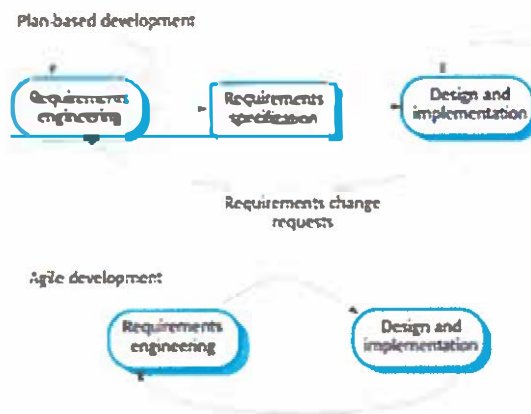 Plan-based development
Requirements
engineering
Requirements
specification
Design and
implementation
Requirements change
requests
Agile development
Requirements
engineering
Design and
implementation